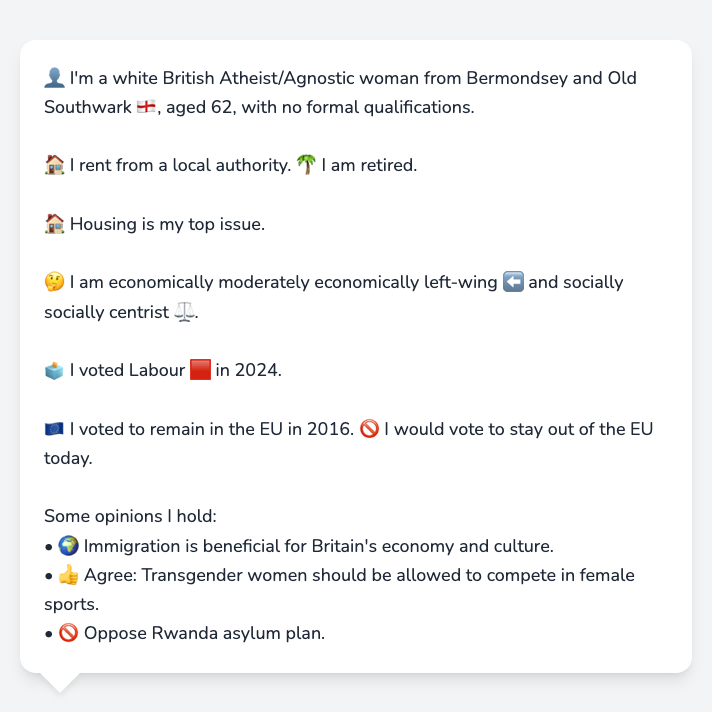 👤 I'm a white British Atheist/Agnostic woman from Bermondsey and Old
Southwark 🏴󠁧󠁢󠁥󠁮󠁧󠁿, aged 62, with no formal qualifications.
🏠 I rent from a local authority. 🌴 I am retired.
🏠 Housing is my top issue.
🤔 I am economically moderately economically left-wing ⬅️ and socially
socially centrist ⚖️.
🗳️ I voted Labour 🟥 in 2024.
🇪🇺 I voted to remain in the EU in 2016. 🚫 I would vote to stay out of the EU
today.
Some opinions I hold:
• 🌍 Immigration is beneficial for Britain's economy and culture.
• 👍 Agree: Transgender women should be allowed to compete in female
sports.
• 🚫 Oppose Rwanda asylum plan.